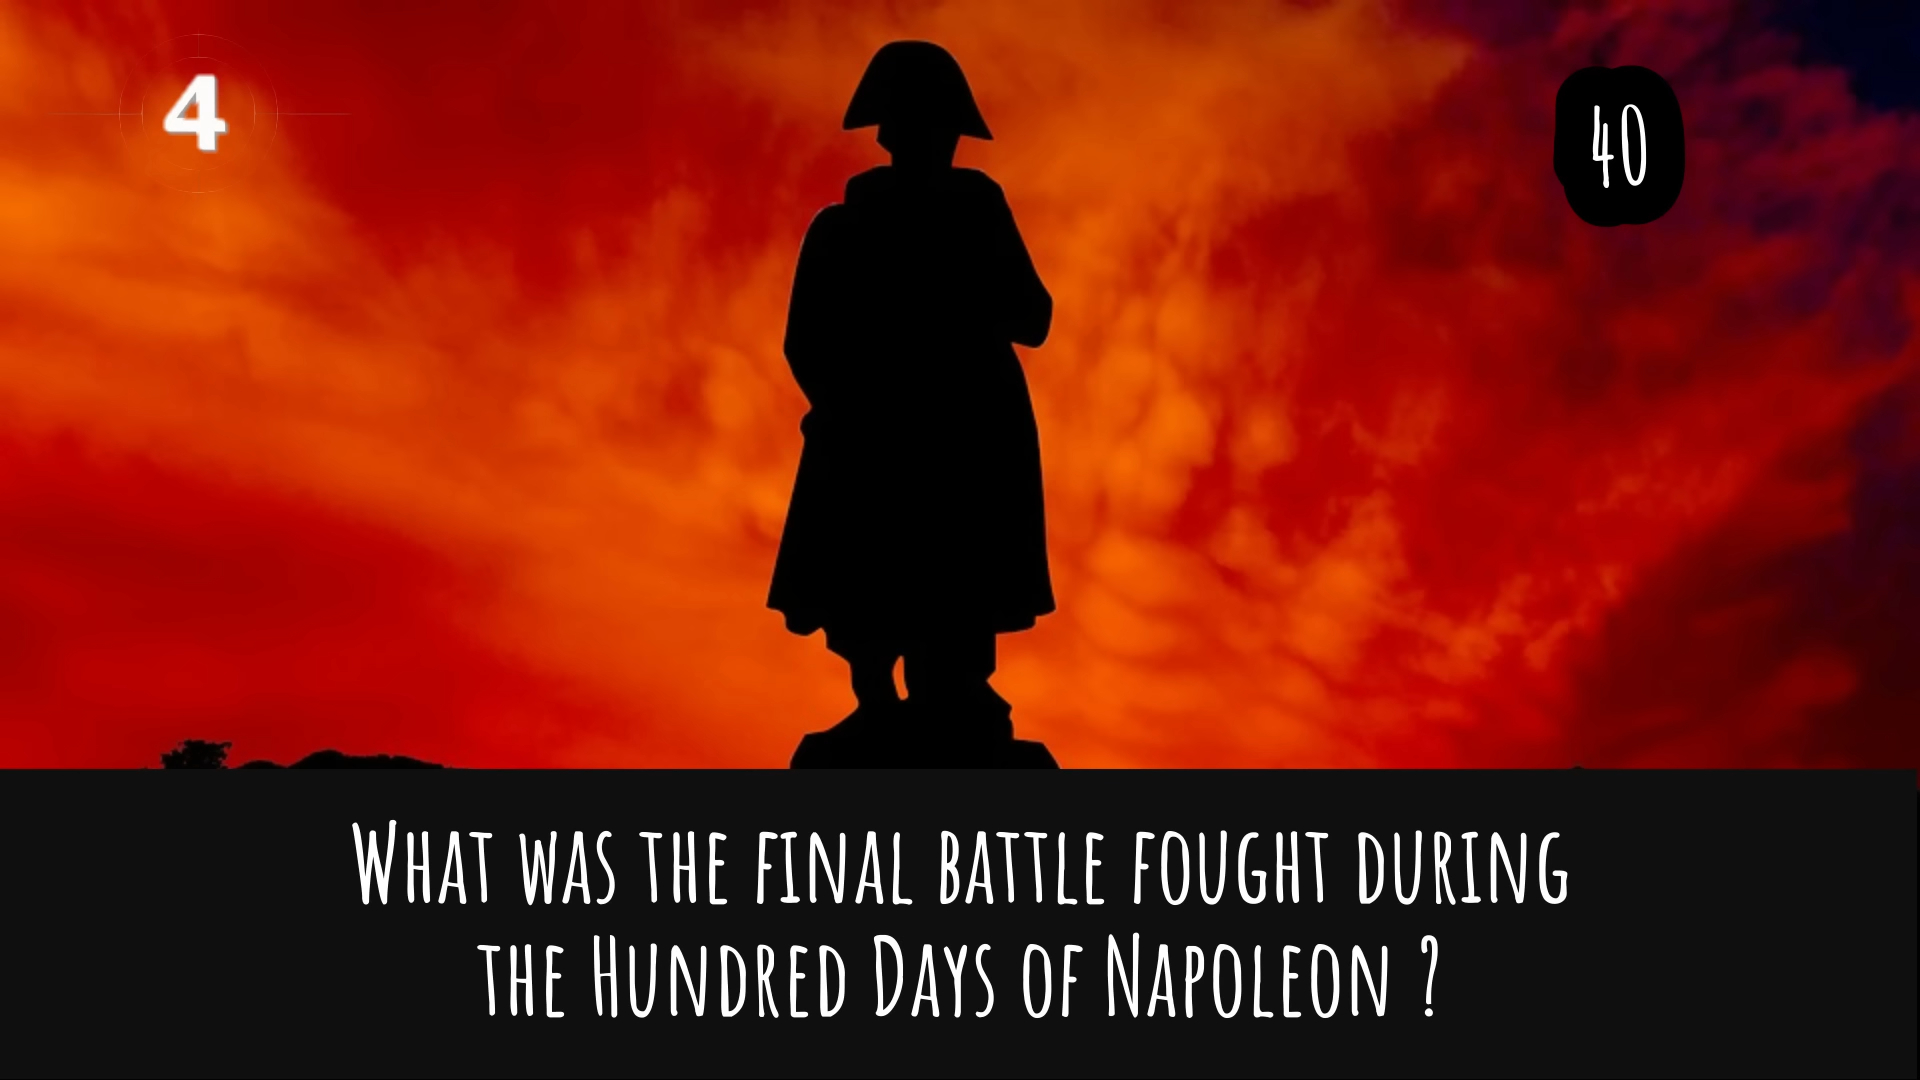 4
40
What was the final battle fought during
the Hundred Days of Napoleon ?